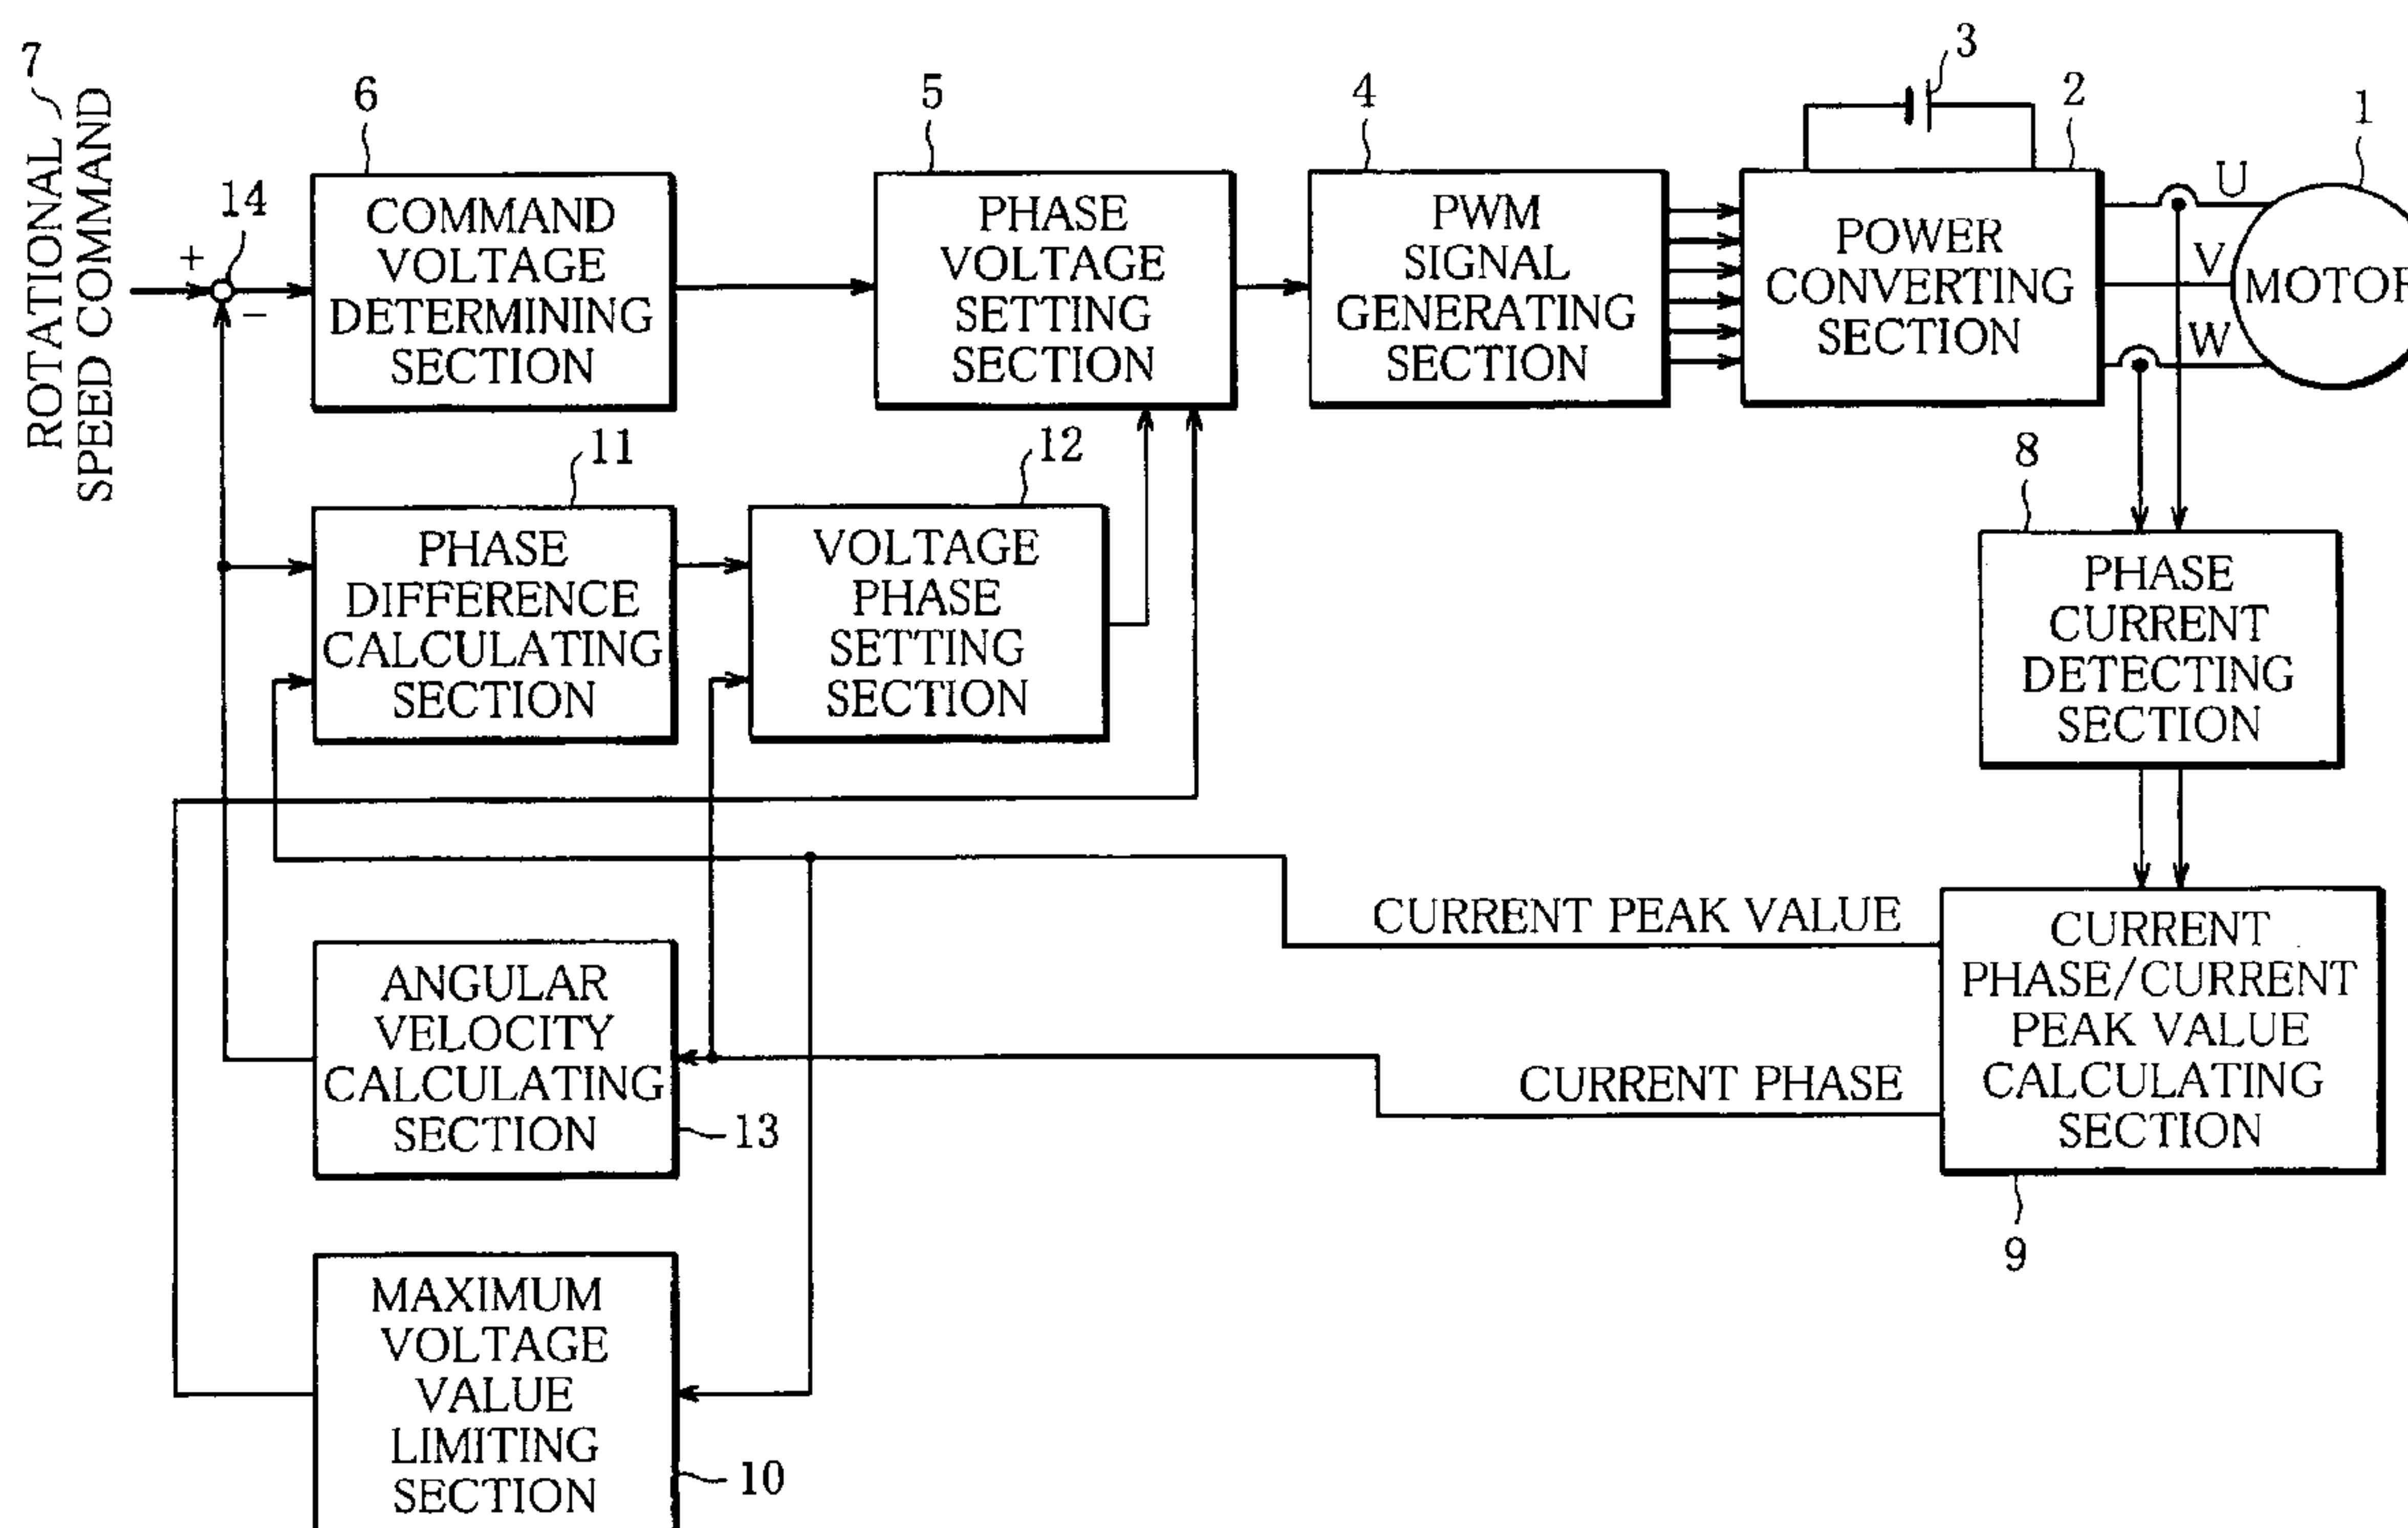 7
ROTATIONAL
SPEED COMMAND
14
+
-
6
COMMAND
VOLTAGE
DETERMINING
SECTION
5
PHASE
VOLTAGE
SETTING
SECTION
4
PWM
SIGNAL
GENERATING
SECTION
3
2
POWER
CONVERTING
SECTION
U
V
W
1
MOTOR
11
PHASE
DIFFERENCE
CALCULATING
SECTION
12
VOLTAGE
PHASE
SETTING
SECTION
8
PHASE
CURRENT
DETECTING
SECTION
CURRENT PEAK VALUE
CURRENT PHASE
CURRENT
PHASE/CURRENT
PEAK VALUE
CALCULATING
SECTION
9
ANGULAR
VELOCITY
CALCULATING
SECTION
13
MAXIMUM
VOLTAGE
VALUE
LIMITING
SECTION
10